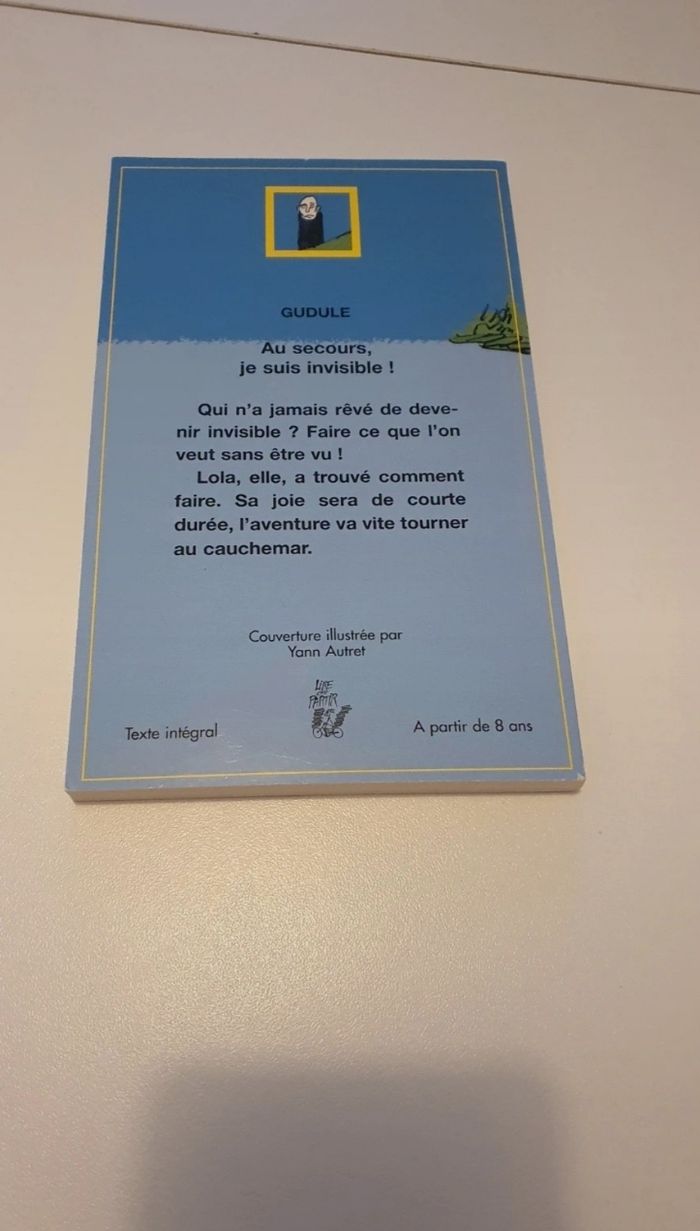 GUDULE
Au secours,
je suis invisible !
Qui n'a jamais rêvé de deve-
nir invisible ? Faire ce que l'on
veut sans être vu !
Lola, elle, a trouvé comment
faire. Sa joie sera de courte
durée, l'aventure va vite tourner
au cauchemar.
Couverture illustrée par
Yann Autret
LIRE
PARTIR
Texte intégral
A partir de 8 ans